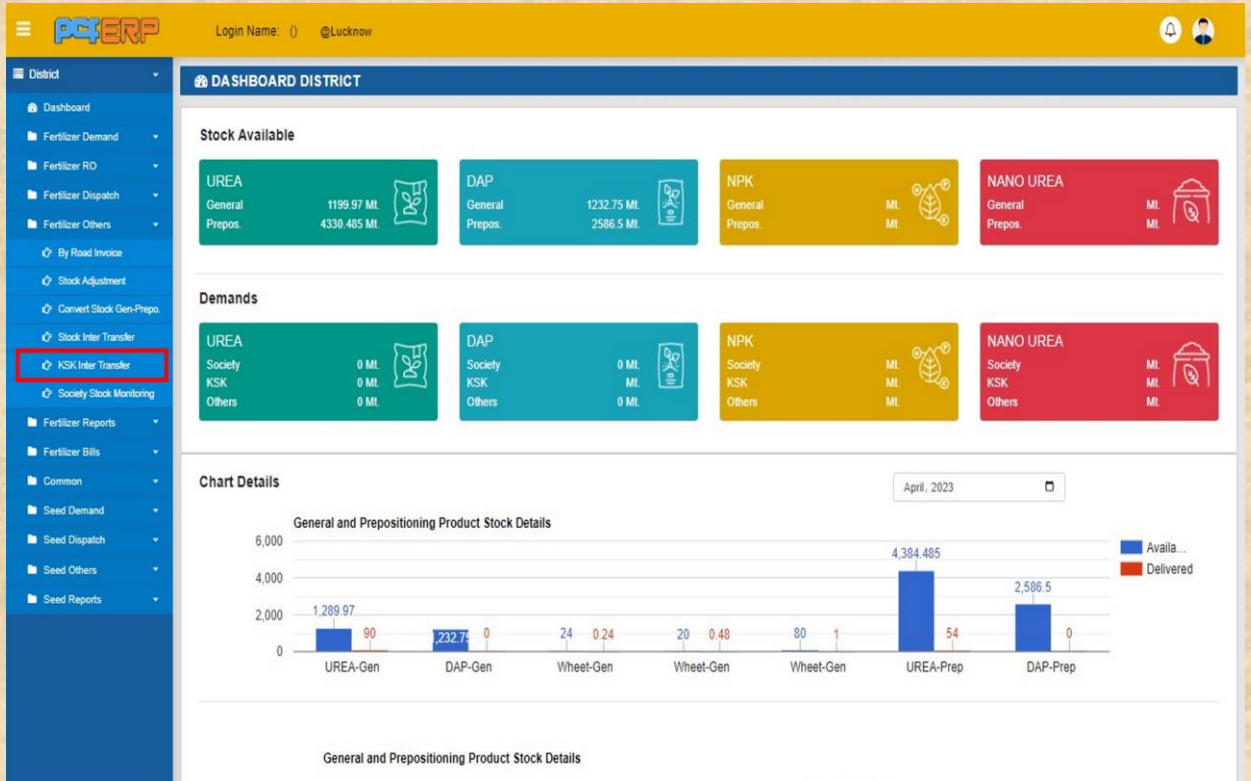 PCFERP
Login Name: () @Lucknow
District
Dashboard
Fertilizer Demand
Fertilizer RO
Fertilizer Dispatch
Fertilizer Others
By Road Invoice
Stock Adjustment
Convert Stock Gen-Prepo.
Stock Inter Transfer
KSK Inter Transfer
Society Stock Monitoring
Fertilizer Reports
Fertilizer Bills
Common
Seed Demand
Seed Dispatch
Seed Others
Seed Reports
DASHBOARD DISTRICT
Stock Available
UREA
General 1199.97 Mt.
Prepos. 4330.485 Mt.
DAP
General 1232.75 Mt.
Prepos. 2586.5 Mt.
NPK
General Mt.
Prepos. Mt.
NANO UREA
General Mt.
Prepos. Mt.
Demands
UREA
Society 0 Mt.
KSK 0 Mt.
Others 0 Mt.
DAP
Society 0 Mt.
KSK Mt.
Others 0 Mt.
NPK
Society Mt.
KSK Mt.
Others Mt.
NANO UREA
Society Mt.
KSK Mt.
Others Mt.
Chart Details
April, 2023
General and Prepositioning Product Stock Details
6,000
4,000
2,000
0
1,289.97 90
1,232.75 0
24 0.24
20 0.48
80 1
4,384.485 54
2,586.5 0
UREA-Gen DAP-Gen Wheet-Gen Wheet-Gen Wheet-Gen UREA-Prep DAP-Prep
Availa...
Delivered
General and Prepositioning Product Stock Details